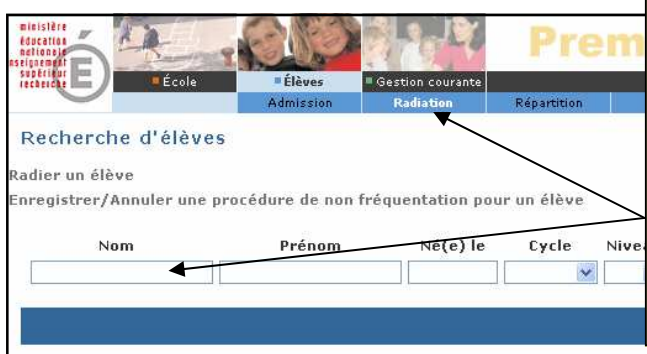 ministère
éducation
nationale
enseignement
supérieur
recherche
É
École
Élèves
Gestion courante
Prem
Admission
Radiation
Répartition
Recherche d'élèves
Radier un élève
Enregistrer/Annuler une procédure de non fréquentation pour un élève
Nom Prénom Né(e) le Cycle Nive